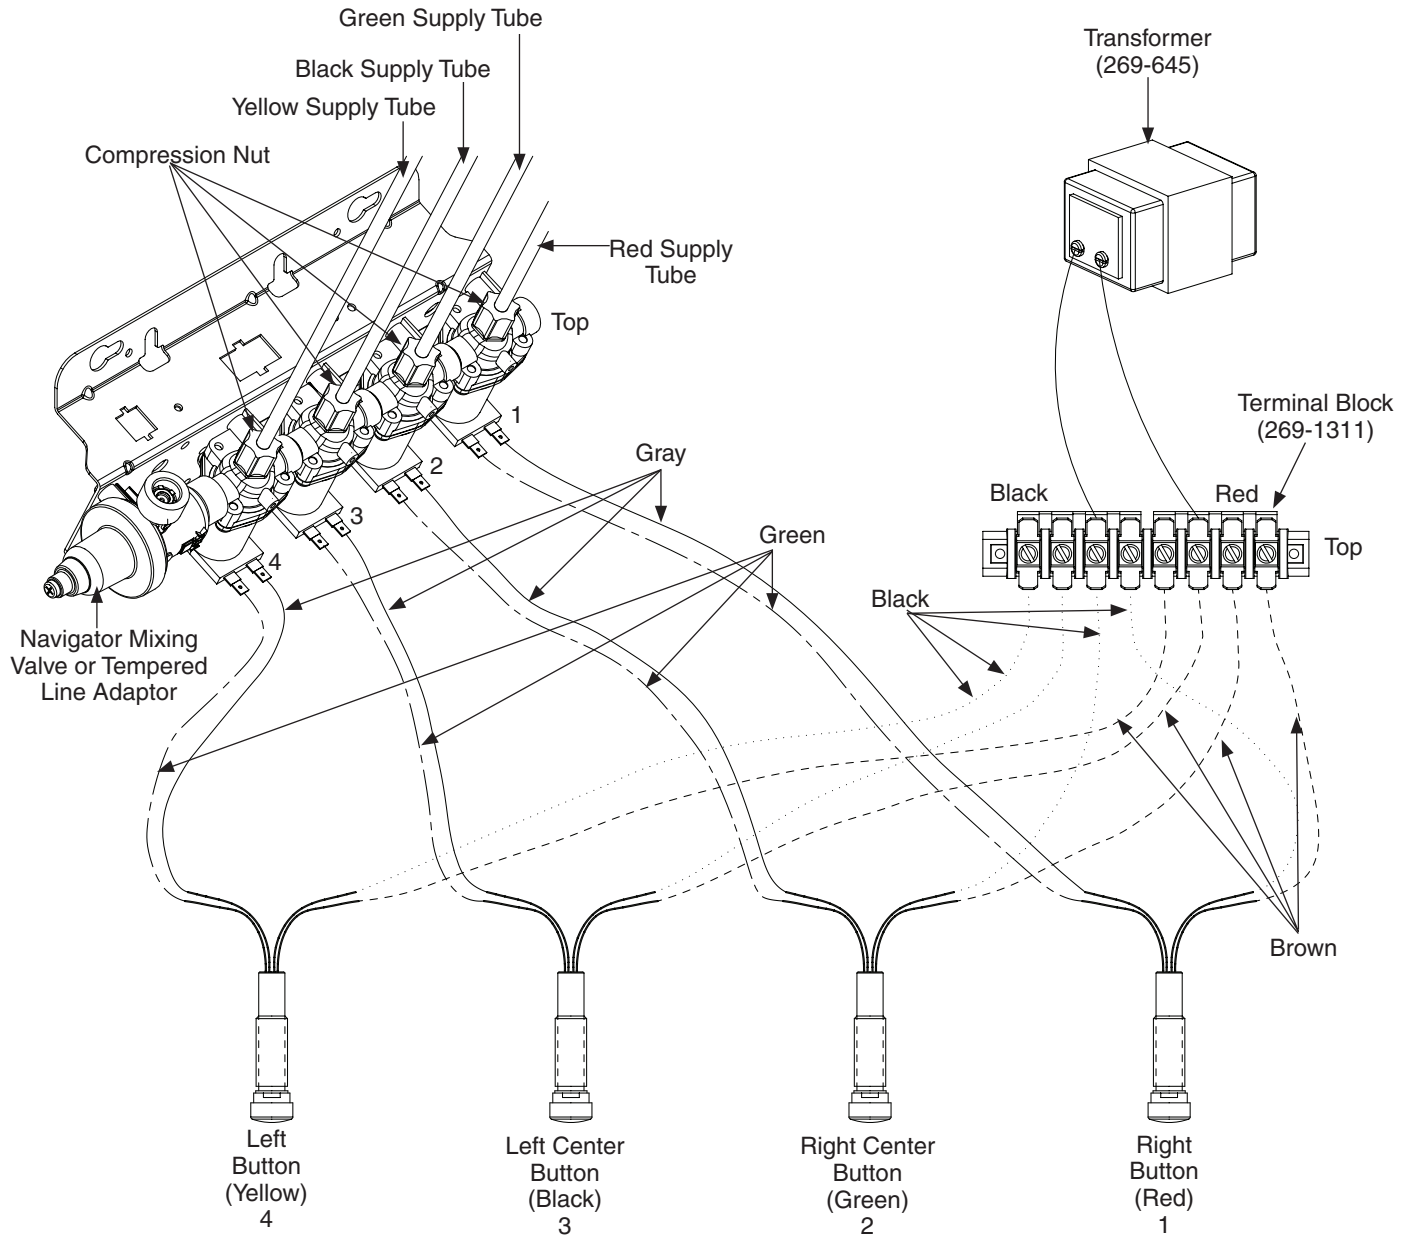 Green Supply Tube
Black Supply Tube
Yellow Supply Tube
Compression Nut
Red Supply
Tube
Top
Transformer
(269-645)
Terminal Block
(269-1311)
Black
Red
Top
1
2
3
4
Gray
Green
Black
Navigator Mixing
Valve or Tempered
Line Adaptor
Brown
Left
Button
(Yellow)
4
Left Center
Button
(Black)
3
Right Center
Button
(Green)
2
Right
Button
(Red)
1